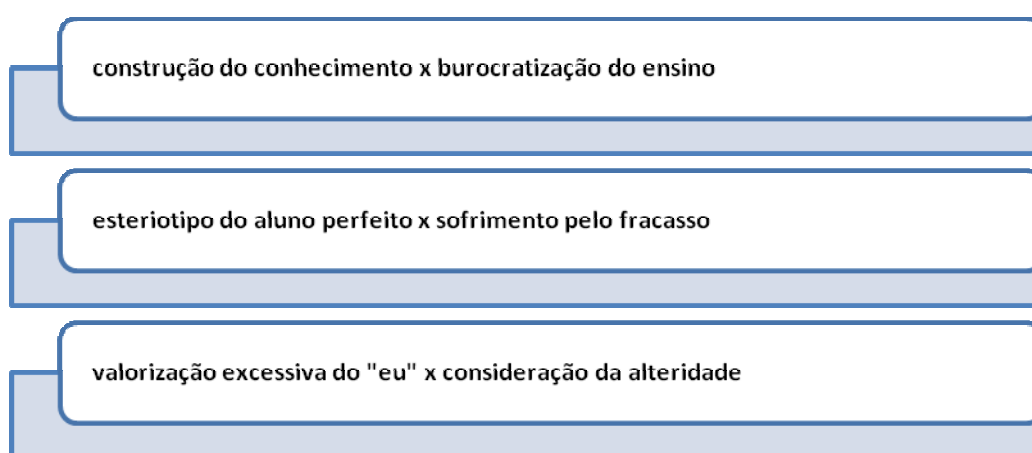 construção do conhecimento x burocratização do ensino
esteriotipo do aluno perfeito x sofrimento pelo fracasso
valorização excessiva do "eu" x consideração da alteridade